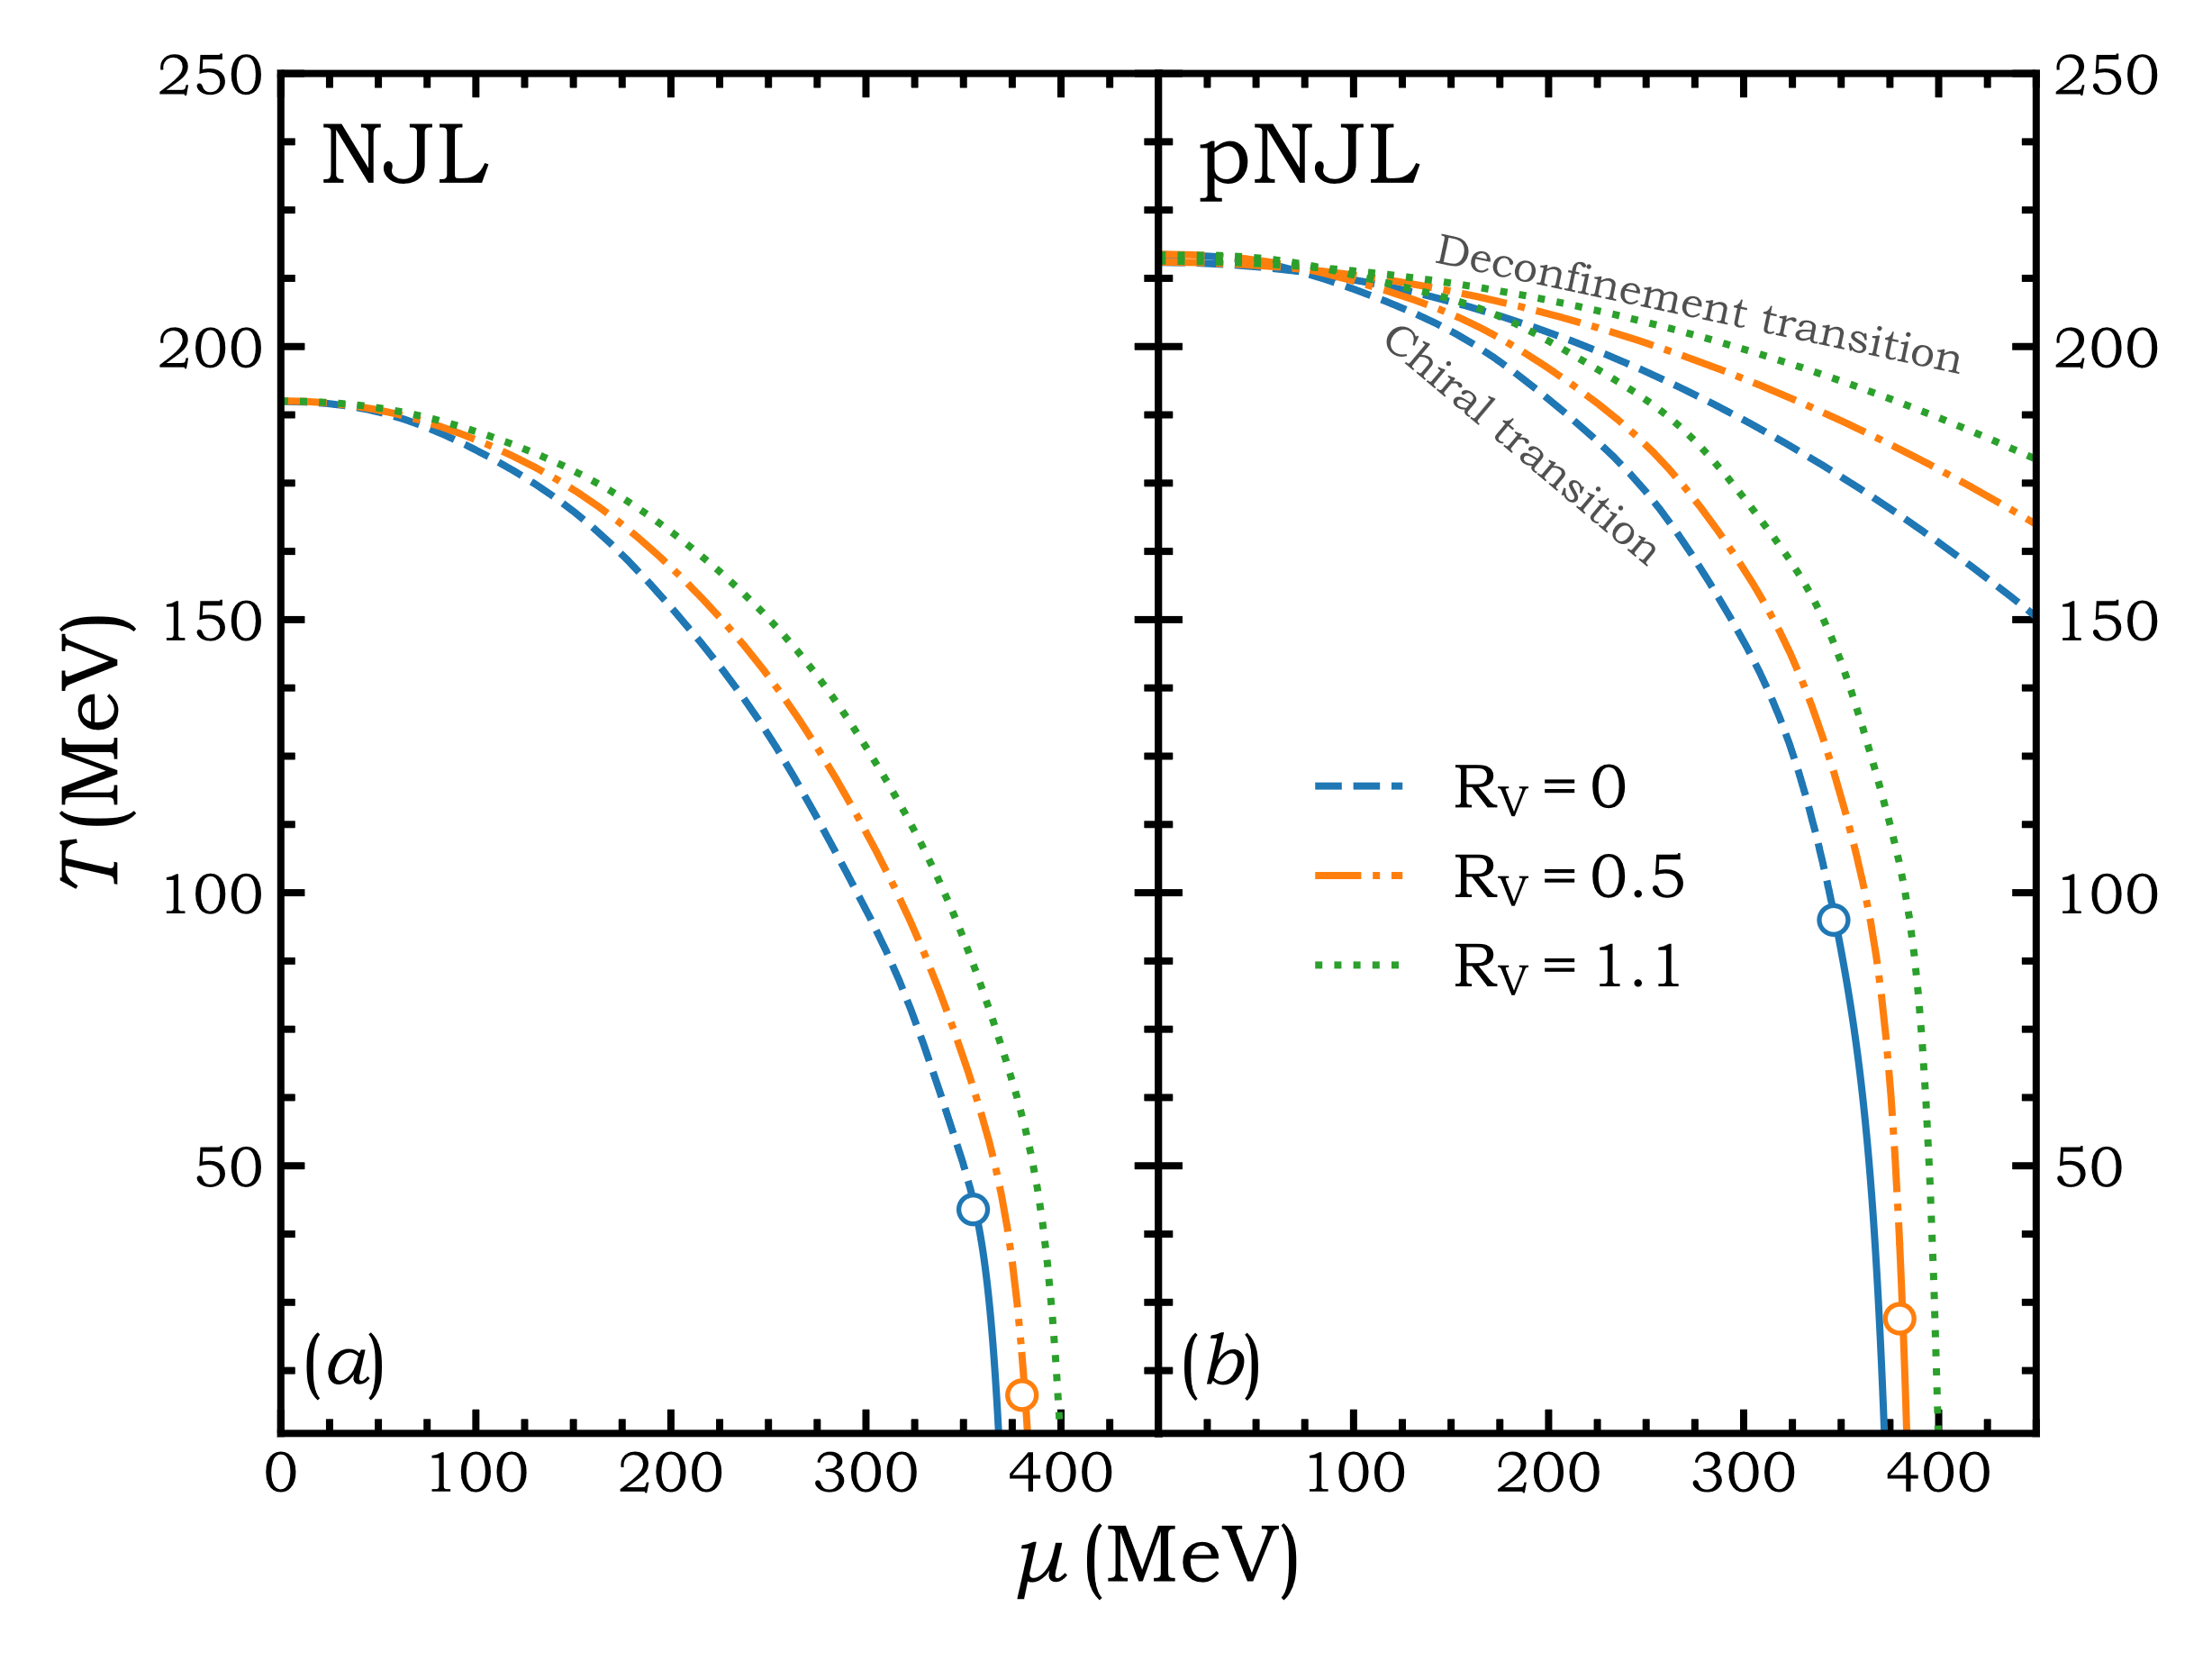 250
200
150
100
50
T (MeV)
NJL
(a)
0
100
200
300
400
pNJL
Deconfinement transition
Chiral transition
R_V = 0
R_V = 0.5
R_V = 1.1
(b)
100
200
300
400
250
200
150
100
50
μ (MeV)